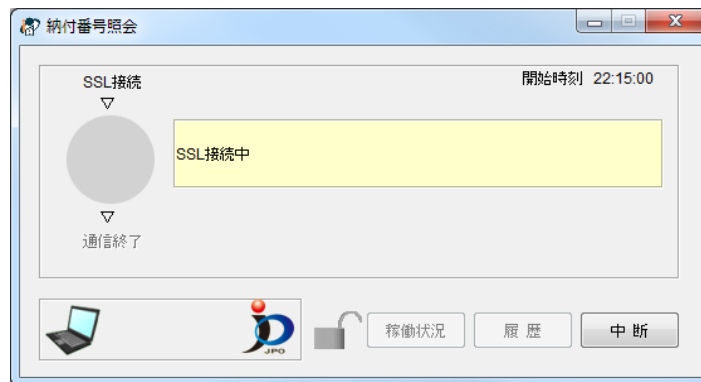 納付番号照会
SSL接続
開始時刻 22:15:00
▽
SSL接続中
▽
通信終了
JPO
稼働状況
履 歴
中 断